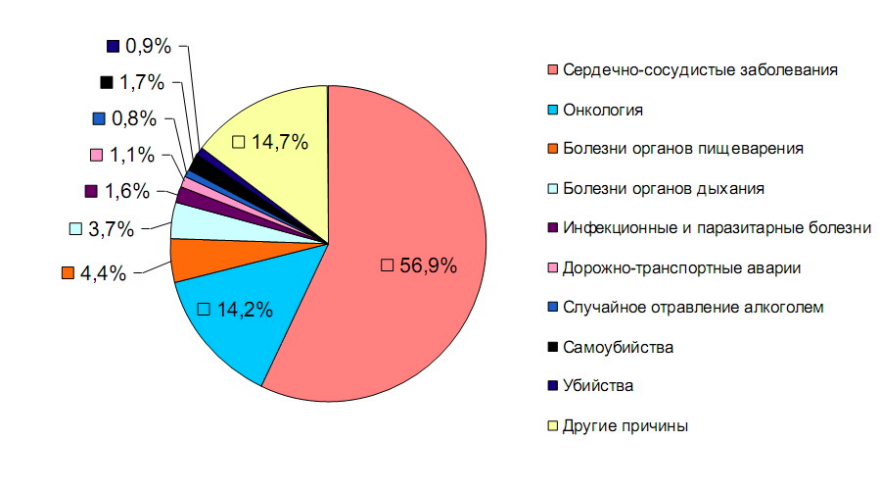 0,9%
1,7%
0,8%
1,1%
1,6%
3,7%
4,4%
14,7%
14,2%
56,9%
Сердечно-сосудистые заболевания
Онкология
Болезни органов пищеварения
Болезни органов дыхания
Инфекционные и паразитарные болезни
Дорожно-транспортные аварии
Случайное отравление алкоголем
Самоубийства
Убийства
Другие причины